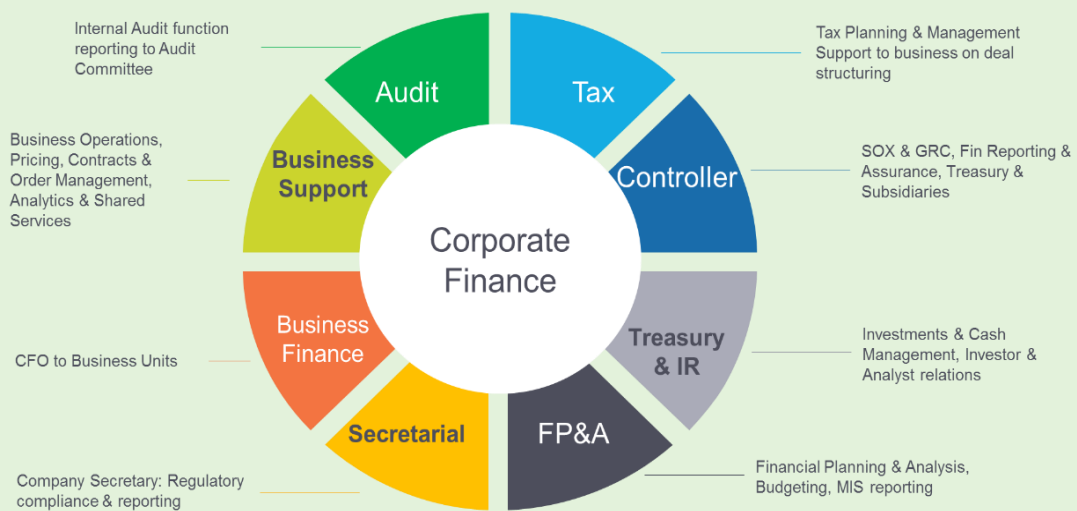 Internal Audit function
reporting to Audit
Committee
Audit
Tax
Tax Planning & Management
Support to business on deal
structuring
Business Operations,
Pricing, Contracts &
Order Management,
Analytics & Shared
Services
Business
Support
Controller
SOX & GRC, Fin Reporting &
Assurance, Treasury &
Subsidiaries
Corporate
Finance
CFO to Business Units
Business
Finance
Treasury
& IR
Investments & Cash
Management, Investor &
Analyst relations
Secretarial
FP&A
Company Secretary: Regulatory
compliance & reporting
Financial Planning & Analysis,
Budgeting, MIS reporting